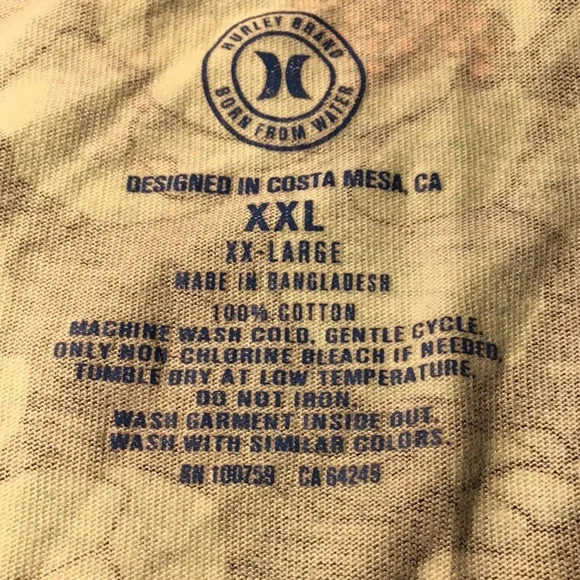 HURLEY BRAND
BORN FROM WATER
DESIGNED IN COSTA MESA, CA
XXL
XX-LARGE
MADE IN BANGLADESH
100% COTTON
MACHINE WASH COLD, GENTLE CYCLE.
ONLY NON-CHLORINE BLEACH IF NEEDED.
TUMBLE DRY AT LOW TEMPERATURE.
DO NOT IRON.
WASH GARMENT INSIDE OUT.
WASH WITH SIMILAR COLORS.
RN 100759 CA 64249